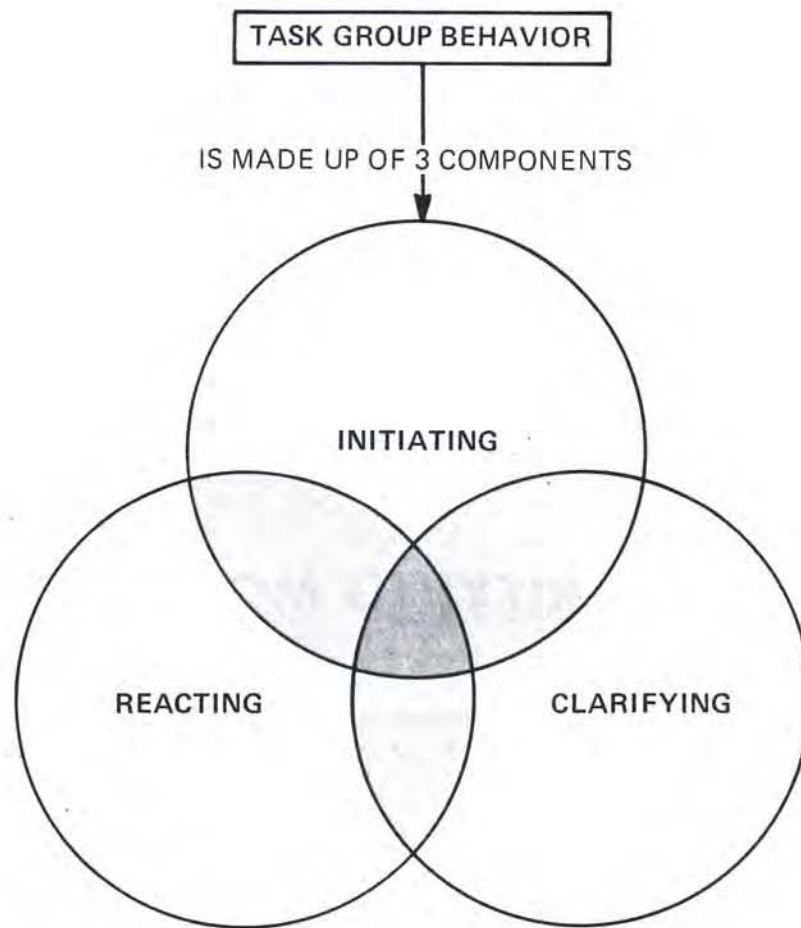 TASK GROUP BEHAVIOR
IS MADE UP OF 3 COMPONENTS
INITIATING
REACTING
CLARIFYING